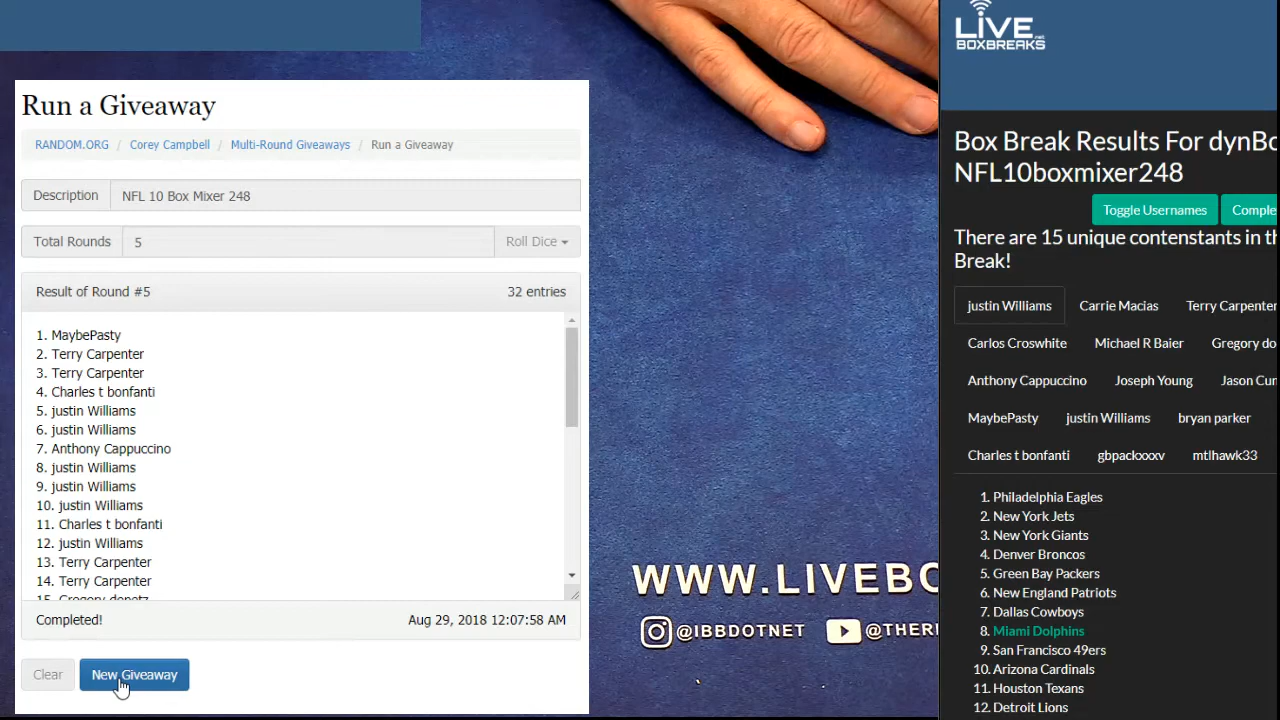 Run a Giveaway
RANDOM.ORG / Corey Campbell / Multi-Round Giveaways / Run a Giveaway
Description NFL 10 Box Mixer 248
Total Rounds 5 Roll Dice
Result of Round #5 32 entries
1. MaybePasty
2. Terry Carpenter
3. Terry Carpenter
4. Charles t bonfanti
5. justin Williams
6. justin Williams
7. Anthony Cappuccino
8. justin Williams
9. justin Williams
10. justin Williams
11. Charles t bonfanti
12. justin Williams
13. Terry Carpenter
14. Terry Carpenter
15. Gregory
Completed! Aug 29, 2018 12:07:58 AM
Clear New Giveaway
WWW.LIVEBO
@IBBDOTNET @THERI
LIVE.net
BOXBREAKS
Box Break Results For dynBo
NFL10boxmixer248
Toggle Usernames Comple
There are 15 unique contenstants in th
Break!
justin Williams Carrie Macias Terry Carpenter
Carlos Croswhite Michael R Baier Gregory do
Anthony Cappuccino Joseph Young Jason Cur
MaybePasty justin Williams bryan parker
Charles t bonfanti gbpackxxxv mtlhawk33
1. Philadelphia Eagles
2. New York Jets
3. New York Giants
4. Denver Broncos
5. Green Bay Packers
6. New England Patriots
7. Dallas Cowboys
8. Miami Dolphins
9. San Francisco 49ers
10. Arizona Cardinals
11. Houston Texans
12. Detroit Lions